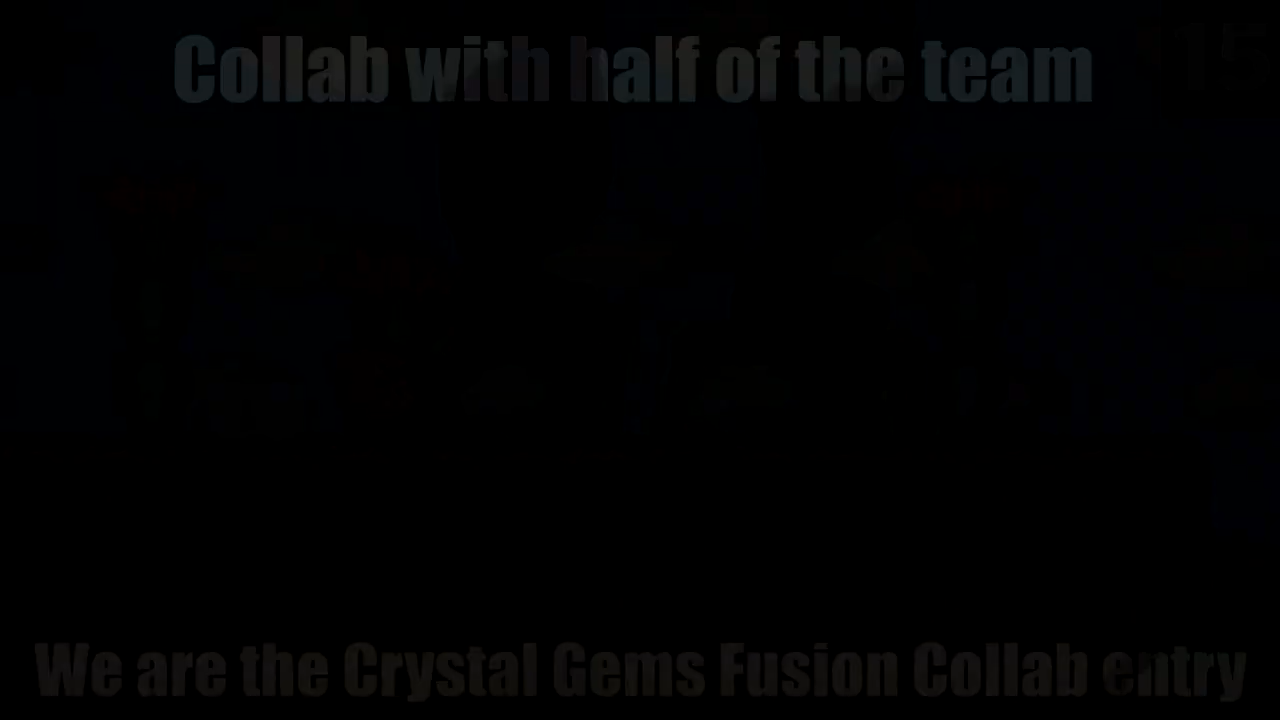 Collab with half of the team
We are the Crystal Gems Fusion Collab entry